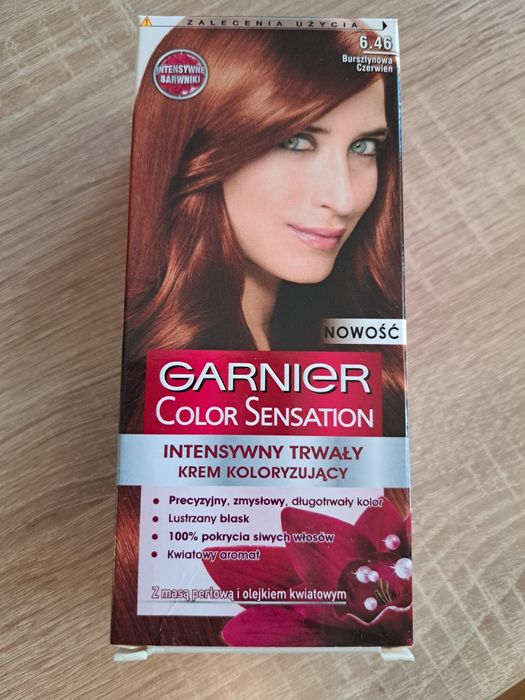 ZALECENIA UŻYCIA
6.46
Bursztynowa
Czerwień
INTENSYWNE
BARWNIKI
NOWOŚĆ
GARNIER
COLOR SENSATION
INTENSYWNY TRWAŁY
KREM KOLORYZUJĄCY
• Precyzyjny, zmysłowy, długotrwały kolor
• Lustrzany blask
• 100% pokrycia siwych włosów
• Kwiatowy aromat
Z masą perłową i olejkiem kwiatowym